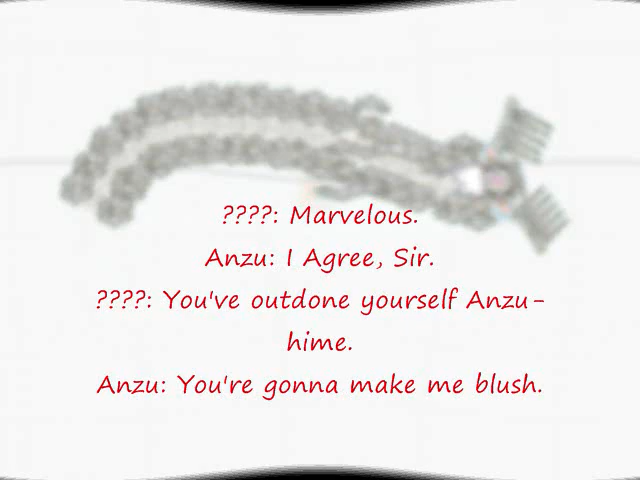 ????: Marvelous.
Anzu: I Agree, Sir.
????: You've outdone yourself Anzu-
hime.
Anzu: You're gonna make me blush.